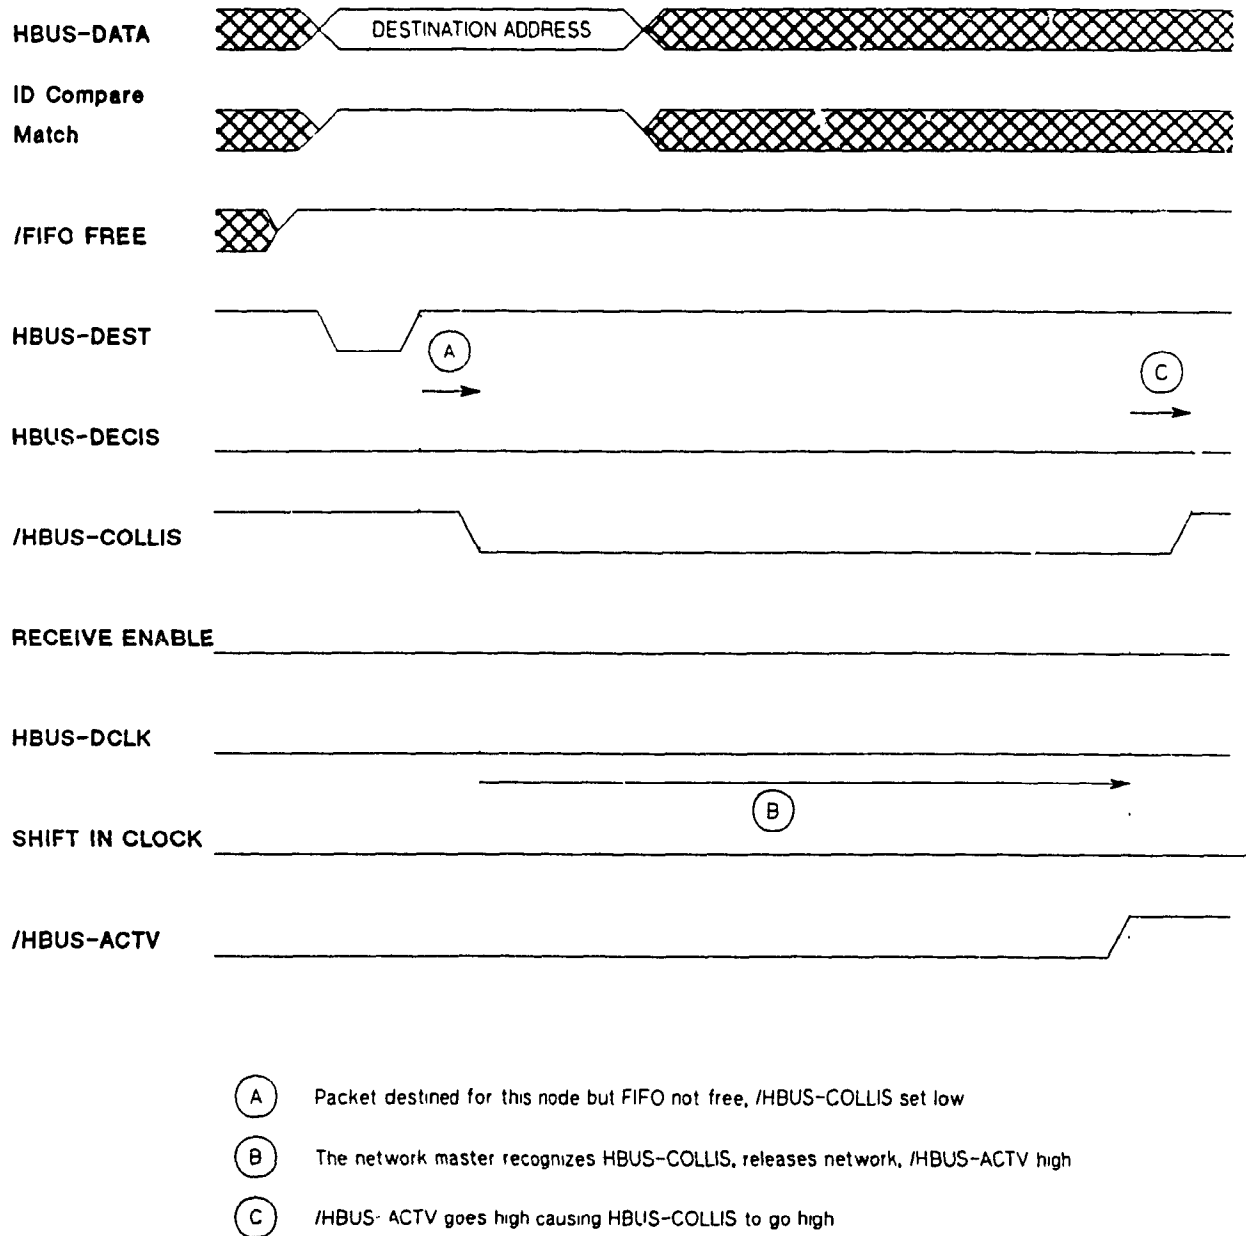 HBUS-DATA
DESTINATION ADDRESS
ID Compare
Match
/FIFO FREE
HBUS-DEST
A
C
HBUS-DECIS
/HBUS-COLLIS
RECEIVE ENABLE
HBUS-DCLK
B
SHIFT IN CLOCK
/HBUS-ACTV
A Packet destined for this node but FIFO not free, /HBUS-COLLIS set low
B The network master recognizes HBUS-COLLIS, releases network, /HBUS-ACTV high
C /HBUS- ACTV goes high causing HBUS-COLLIS to go high